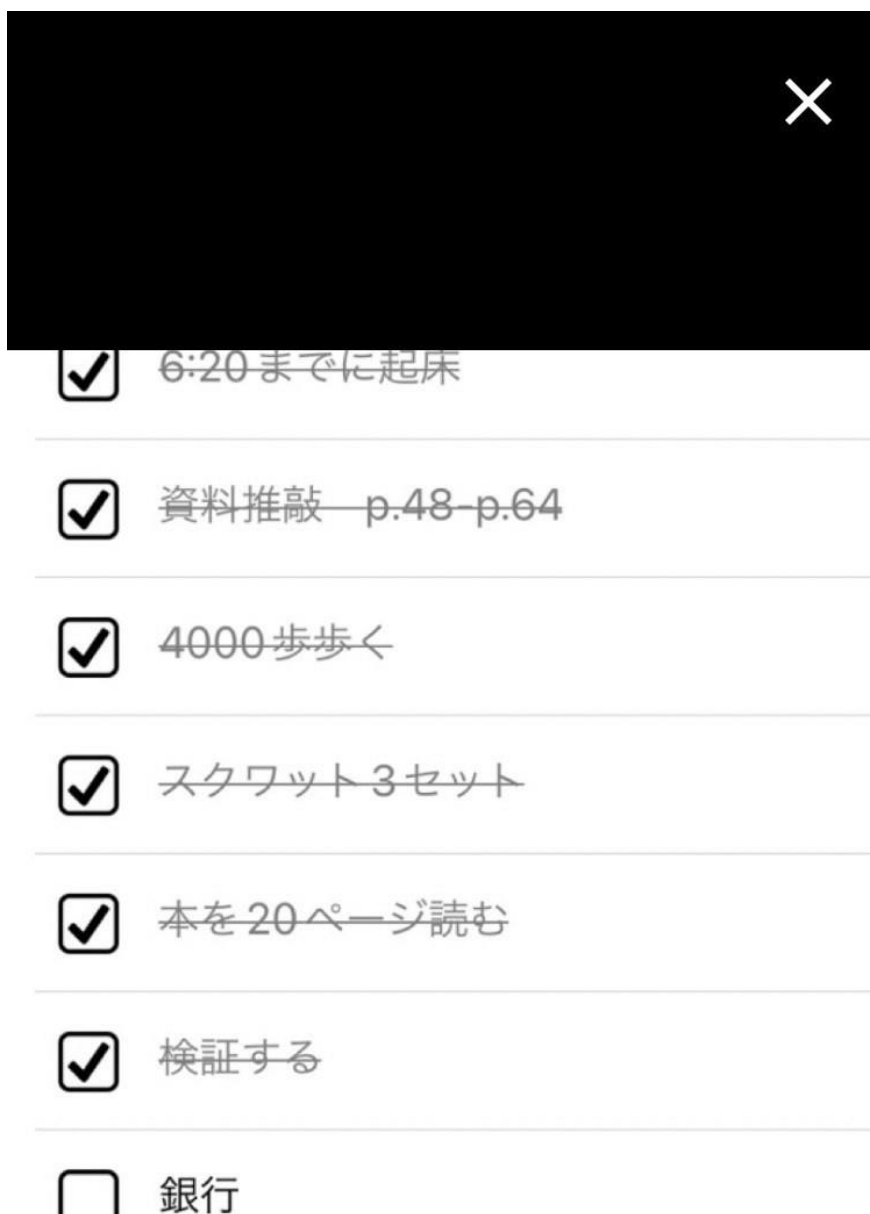 6:20までに起床
資料推敲　p.48-p.64
4000歩歩く
スクワット3セット
本を20ページ読む
検証する
銀行